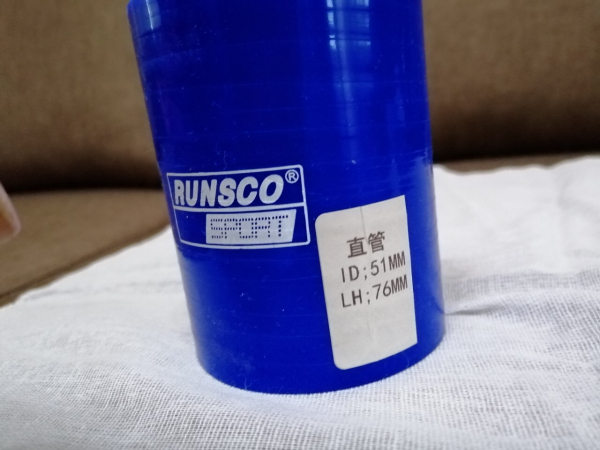 RUNSCO®
SPORT
直管
ID;51MM
LH;76MM